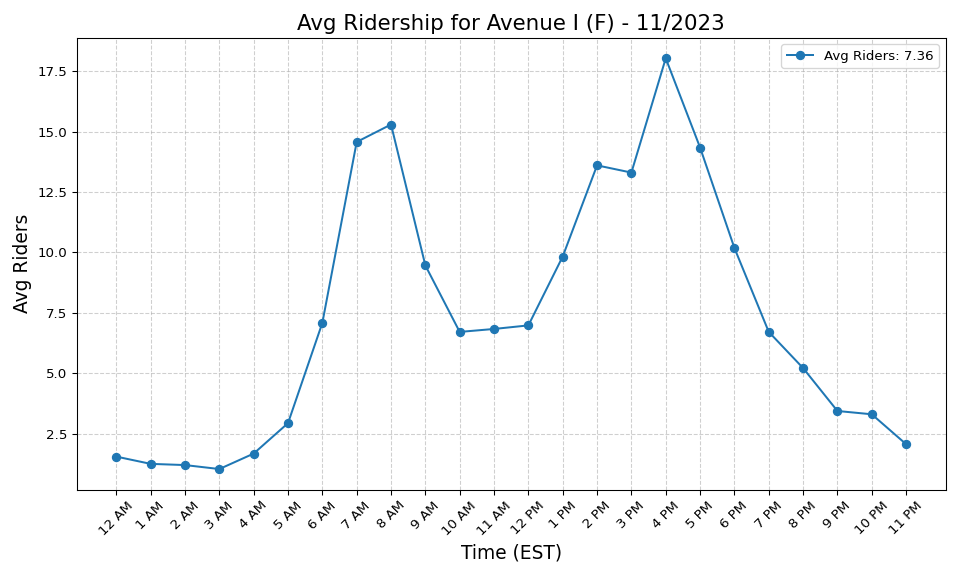 Avg Ridership for Avenue I (F) - 11/2023
Avg Riders: 7.36
Avg Riders
17.5
15.0
12.5
10.0
7.5
5.0
2.5
12 AM
1 AM
2 AM
3 AM
4 AM
5 AM
6 AM
7 AM
8 AM
9 AM
10 AM
11 AM
12 PM
1 PM
2 PM
3 PM
4 PM
5 PM
6 PM
7 PM
8 PM
9 PM
10 PM
11 PM
Time (EST)